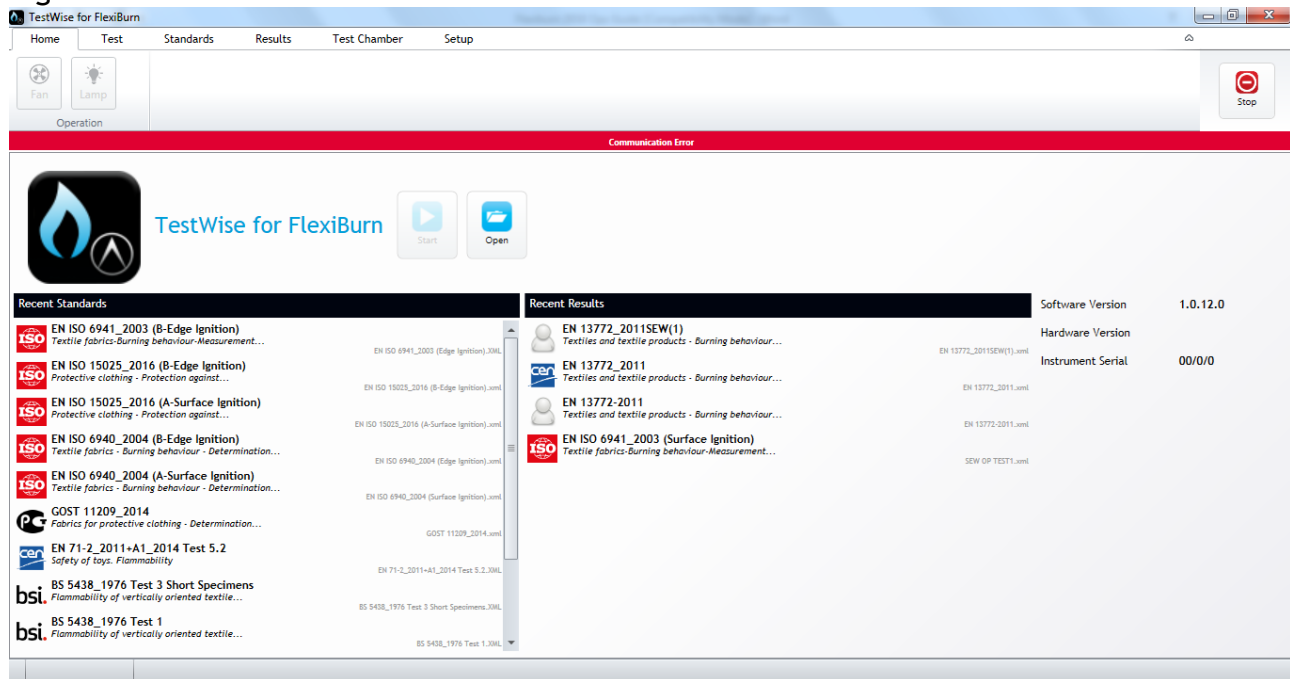 TestWise for FlexiBurn
Home Test Standards Results Test Chamber Setup
Fan Lamp
Operation
Stop
Communication Error
TestWise for FlexiBurn
Start
Open
Recent Standards
EN ISO 6941_2003 (B-Edge Ignition)
Textile fabrics-Burning behaviour-Measurement...
EN ISO 6941_2003 (Edge Ignition).XML
ISO
EN ISO 15025_2016 (B-Edge Ignition)
Protective clothing - Protection against...
EN ISO 15025_2016 (B-Edge Ignition).xml
ISO
EN ISO 15025_2016 (A-Surface Ignition)
Protective clothing - Protection against...
EN ISO 15025_2016 (A-Surface Ignition).xml
ISO
EN ISO 6940_2004 (B-Edge Ignition)
Textile fabrics - Burning behaviour - Determination...
EN ISO 6940_2004 (Edge Ignition).xml
ISO
EN ISO 6940_2004 (A-Surface Ignition)
Textile fabrics - Burning behaviour - Determination...
EN ISO 6940_2004 (Surface Ignition).xml
ISO
GOST 11209_2014
Fabrics for protective clothing - Determination...
GOST 11209_2014.xml
EN 71-2_2011+A1_2014 Test 5.2
Safety of toys. Flammability
EN 71-2_2011+A1_2014 Test 5.2.XML
cen
BS 5438_1976 Test 3 Short Specimens
Flammability of vertically oriented textile...
BS 5438_1976 Test 3 Short Specimens.XML
bsi.
BS 5438_1976 Test 1
Flammability of vertically oriented textile...
BS 5438_1976 Test 1.XML
bsi.
Recent Results
EN 13772_2011SEW(1)
Textiles and textile products - Burning behaviour...
EN 13772_2011SEW(1).xml
EN 13772_2011
Textiles and textile products - Burning behaviour...
EN 13772_2011.xml
cen
EN 13772-2011
Textiles and textile products - Burning behaviour...
EN 13772-2011.xml
EN ISO 6941_2003 (Surface Ignition)
Textile fabrics-Burning behaviour-Measurement...
SEW OP TEST1.xml
ISO
Software Version 1.0.12.0
Hardware Version
Instrument Serial 00/0/0